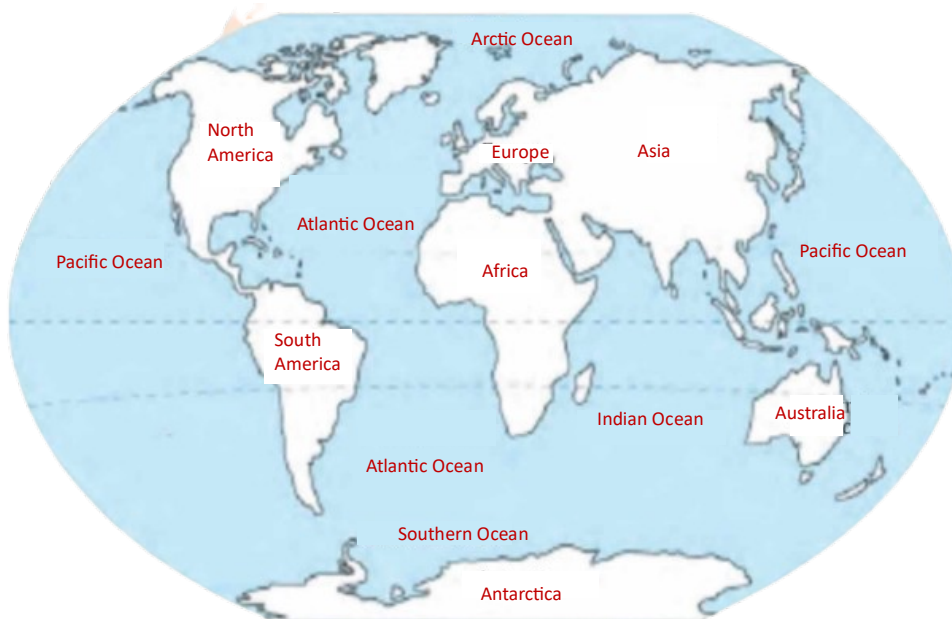 Arctic Ocean
North
America
Europe
Asia
Atlantic Ocean
Pacific Ocean
Pacific Ocean
Africa
South
America
Indian Ocean
Australia
Atlantic Ocean
Southern Ocean
Antarctica